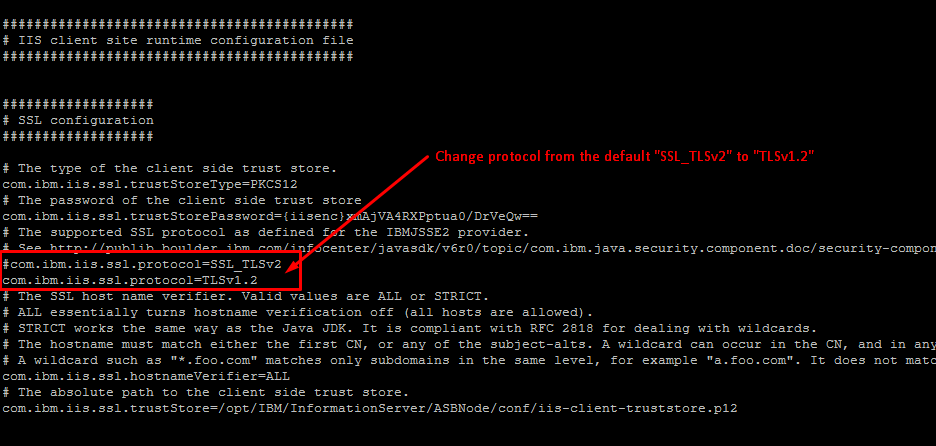 ############################################
# IIS client site runtime configuration file
############################################
###################
# SSL configuration
###################
Change protocol from the default "SSL_TLSv2" to "TLSv1.2"
# The type of the client side trust store.
com.ibm.iis.ssl.trustStoreType=PKCS12
# The password of the client side trust store
com.ibm.iis.ssl.trustStorePassword={iisenc}xmAjVA4RXPptua0/DrVeQw==
# The supported SSL protocol as defined for the IBMJSSE2 provider.
# See http://publib.boulder.ibm.com/infocenter/javasdk/v6r0/topic/com.ibm.java.security.component.doc/security-compon
#com.ibm.iis.ssl.protocol=SSL_TLSv2
com.ibm.iis.ssl.protocol=TLSv1.2
# The SSL host name verifier. Valid values are ALL or STRICT.
# ALL essentially turns hostname verification off (all hosts are allowed).
# STRICT works the same way as the Java JDK. It is compliant with RFC 2818 for dealing with wildcards.
# The hostname must match either the first CN, or any of the subject-alts. A wildcard can occur in the CN, and in any
# A wildcard such as "*.foo.com" matches only subdomains in the same level, for example "a.foo.com". It does not matc
com.ibm.iis.ssl.hostnameVerifier=ALL
# The absolute path to the client side trust store.
com.ibm.iis.ssl.trustStore=/opt/IBM/InformationServer/ASBNode/conf/iis-client-truststore.p12